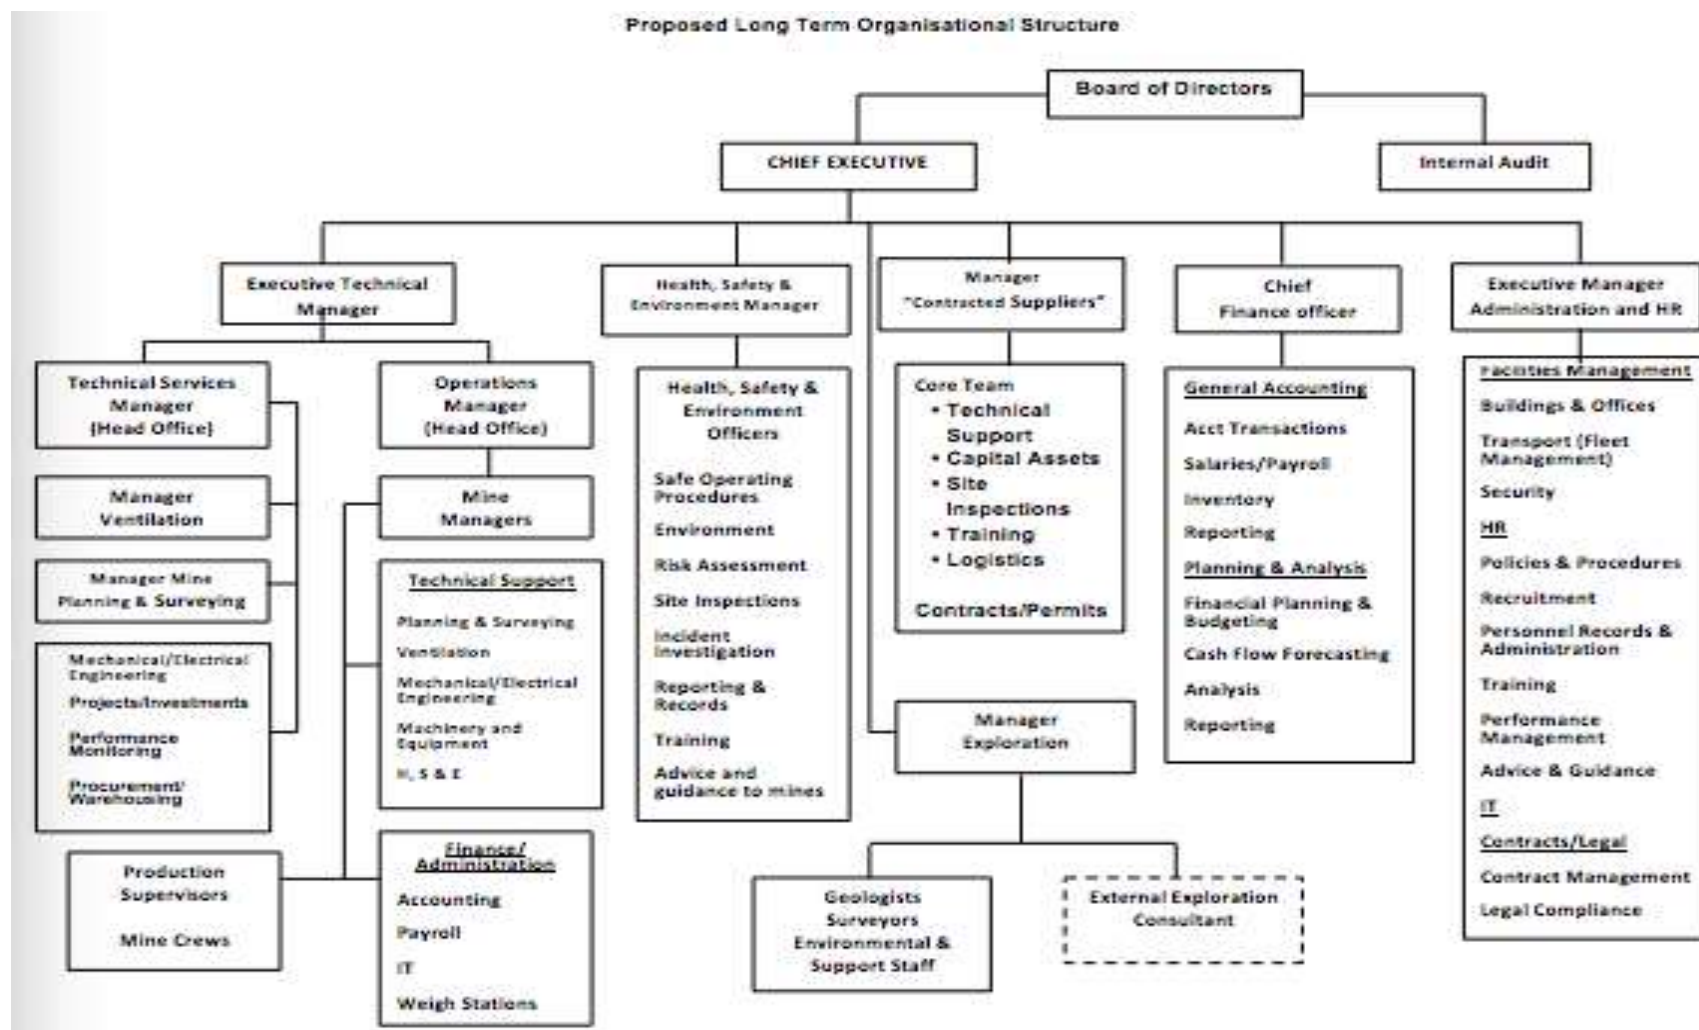 Proposed Long Term Organisational Structure
Board of Directors
CHIEF EXECUTIVE
Internal Audit
Executive Technical
Manager
Health, Safety &
Environment Manager
Manager
"Contracted Suppliers"
Chief
Finance officer
Executive Manager
Administration and HR
Technical Services
Manager
(Head Office)
Operations
Manager
(Head Office)
Manager
Ventilation
Mine
Managers
Manager Mine
Planning & Surveying
Mechanical/Electrical
Engineering
Projects/Investments
Performance
Monitoring
Procurement/
Warehousing
Technical Support
Planning & Surveying
Ventilation
Mechanical/Electrical
Engineering
Machinery and
Equipment
H, S & E
Production
Supervisors
Mine Crews
Finance/
Administration
Accounting
Payroll
IT
Weigh Stations
Health, Safety &
Environment
Officers
Safe Operating
Procedures
Environment
Risk Assessment
Site Inspections
Incident
Investigation
Reporting &
Records
Training
Advice and
guidance to mines
Core Team
• Technical
Support
• Capital Assets
• Site
Inspections
• Training
• Logistics
Contracts/Permits
Manager
Exploration
Geologists
Surveyors
Environmental &
Support Staff
External Exploration
Consultant
General Accounting
Acct Transactions
Salaries/Payroll
Inventory
Reporting
Planning & Analysis
Financial Planning &
Budgeting
Cash Flow Forecasting
Analysis
Reporting
Facilities Management
Buildings & Offices
Transport (Fleet
Management)
Security
HR
Policies & Procedures
Recruitment
Personnel Records &
Administration
Training
Performance
Management
Advice & Guidance
IT
Contracts/Legal
Contract Management
Legal Compliance